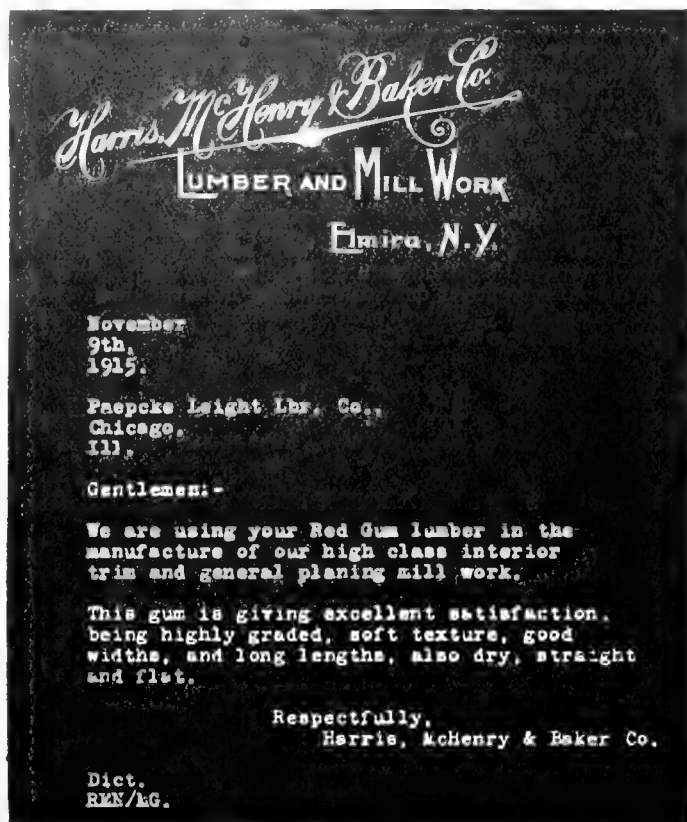 Harris, McHenry & Baker Co.
LUMBER AND MILL WORK
Elmira, N.Y.
November
9th,
1915.
Paepcke Leight Lbr. Co.,
Chicago,
Ill.
Gentlemen:-
We are using your Red Gum lumber in the
manufacture of our high class interior
trim and general planing mill work.
This gum is giving excellent satisfaction,
being highly graded, soft texture, good
widths, and long lengths, also dry, straight
and flat.
Respectfully,
Harris, McHenry & Baker Co.
Dict.